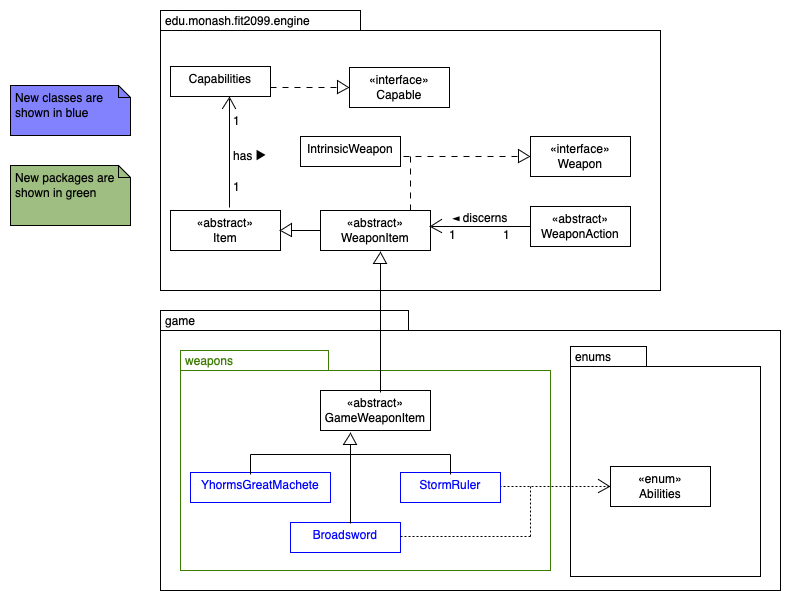 edu.monash.fit2099.engine
New classes are
shown in blue
New packages are
shown in green
Capabilities
«interface»
Capable
1
has ▶
1
IntrinsicWeapon
«interface»
Weapon
«abstract»
Item
«abstract»
WeaponItem
◄ discerns
1
1
«abstract»
WeaponAction
game
weapons
enums
«abstract»
GameWeaponItem
YhormsGreatMachete
StormRuler
Broadsword
«enum»
Abilities